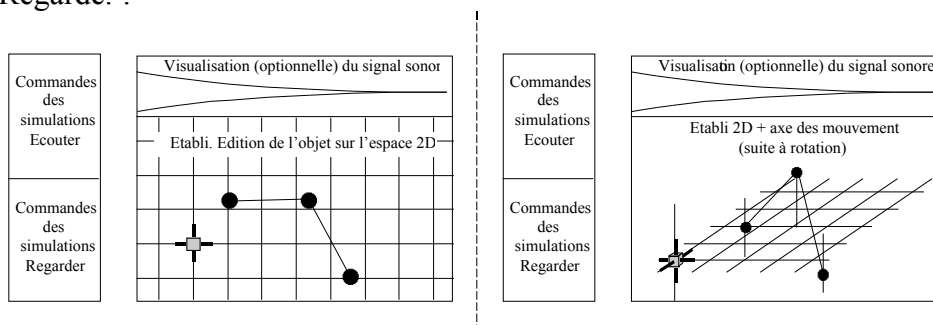 Regarde. .
Commandes
des
simulations
Ecouter
Commandes
des
simulations
Regarder
Visualisation (optionnelle) du signal sonor
Etabli. Edition de l’objet sur l’espace 2D
Commandes
des
simulations
Ecouter
Commandes
des
simulations
Regarder
Visualisation (optionnelle) du signal sonore
Etabli 2D + axe des mouvement
(suite à rotation)